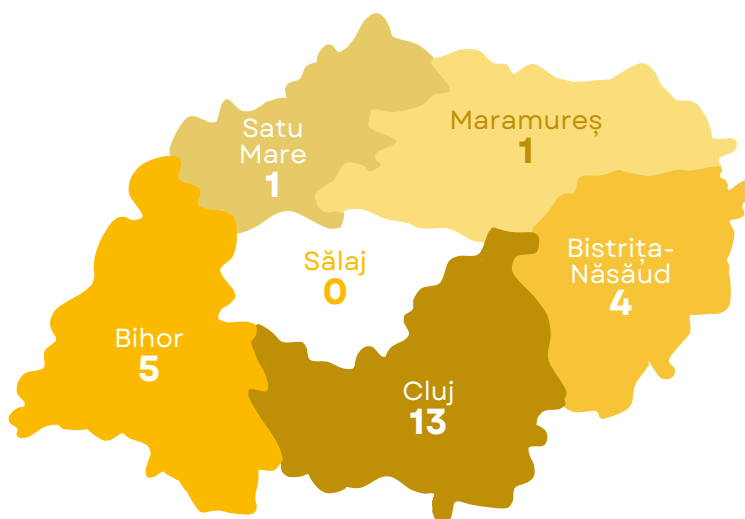 Satu
Mare
1
Maramureș
1
Sălaj
0
Bistrița-
Năsăud
4
Bihor
5
Cluj
13